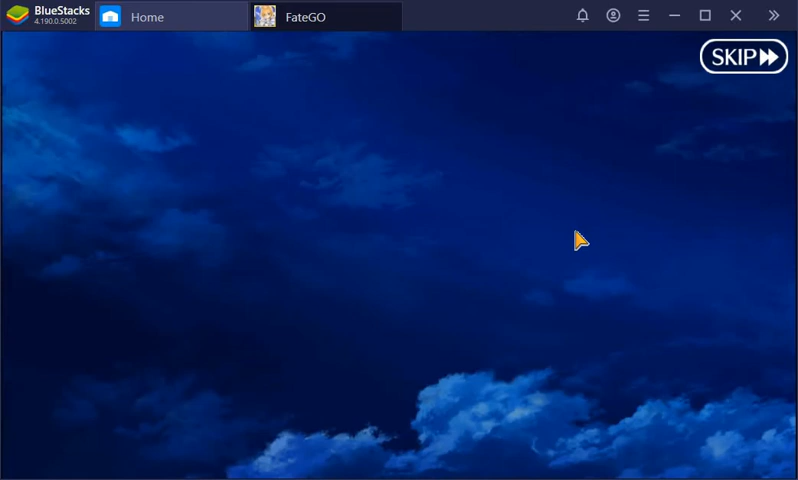 BlueStacks
4.190.0.5002
Home
FateGO
SKIP